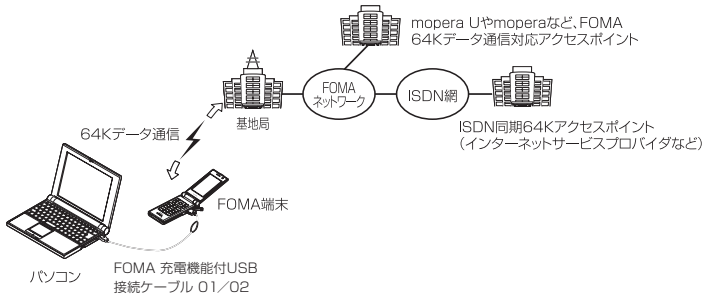 mopera Uやmoperaなど、FOMA
64Kデータ通信対応アクセスポイント
FOMA
ネットワーク
ISDN網
基地局
64Kデータ通信
ISDN同期64Kアクセスポイント
（インターネットサービスプロバイダなど）
FOMA端末
パソコン
FOMA 充電機能付USB
接続ケーブル 01／02